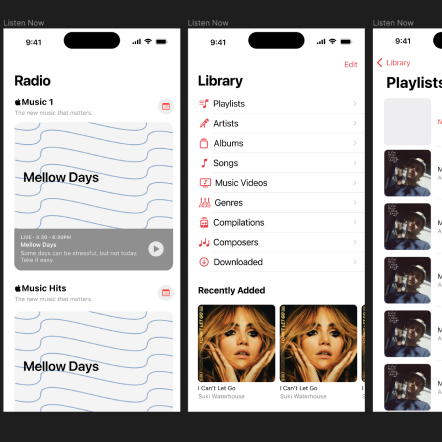 Listen Now
9:41
Radio
Music 1
The new music that matters.
Mellow Days
LIVE · 4:30 - 6:30PM
Mellow Days
Some days can be stressful, but not today.
Take it easy.
Music Hits
The new music that matters.
Mellow Days
Listen Now
9:41
Edit
Library
Playlists
Artists
Albums
Songs
Music Videos
Genres
Compilations
Composers
Downloaded
Recently Added
I Can't Let Go
Suki Waterhouse
I Can't Let Go
Suki Waterhouse
Listen Now
9:41
Library
Playlists